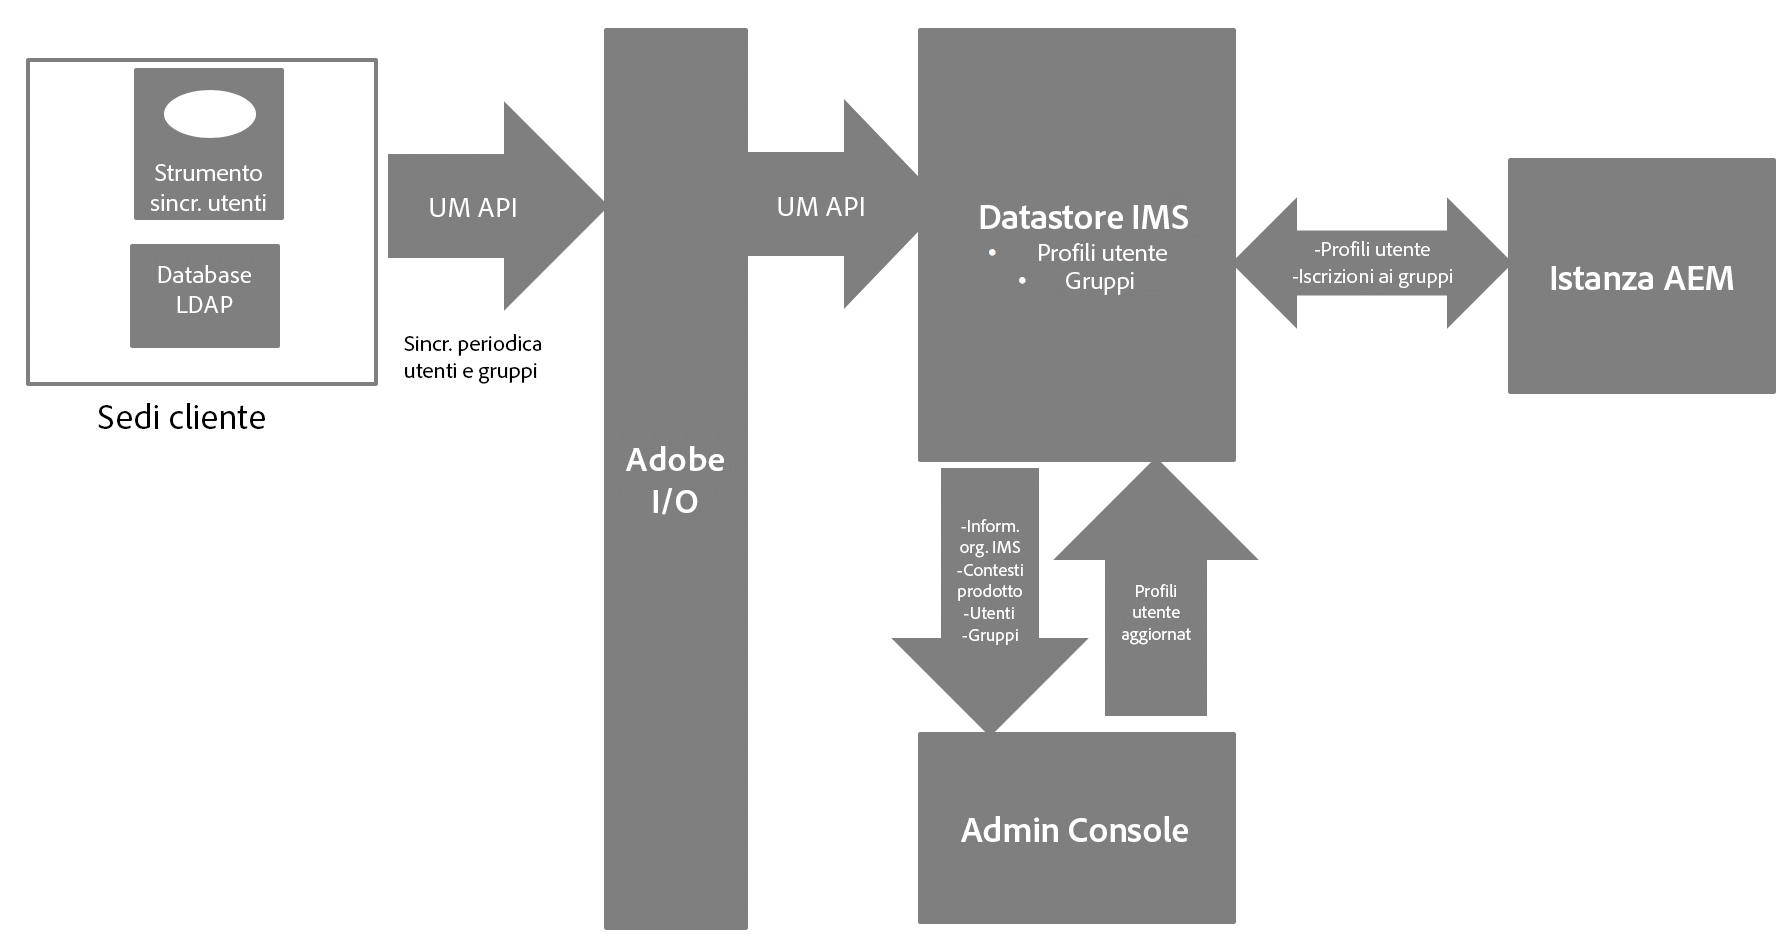 Strumento
sincr. utenti
Database
LDAP
Sedi cliente
UM API
Sincr. periodica
utenti e gruppi
Adobe
I/O
UM API
Datastore IMS
• Profili utente
• Gruppi
-Profili utente
-Iscrizioni ai gruppi
Istanza AEM
-Inform.
org. IMS
-Contesti
prodotto
-Utenti
-Gruppi
Profili
utente
aggiornat
Admin Console